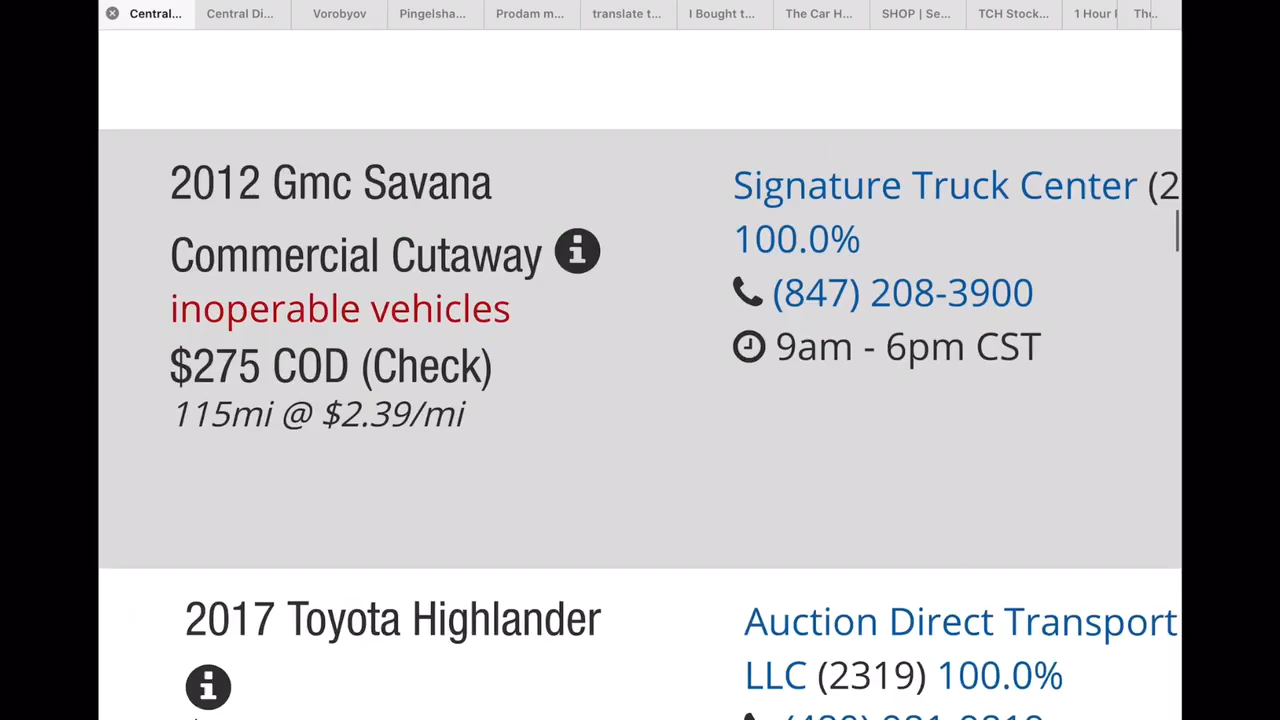 Central... Central Di... Vorobyov Pingelsha... Prodam m... translate t... I Bought t... The Car H... SHOP | Se... TCH Stock... 1 Hour
2012 Gmc Savana
Commercial Cutaway
inoperable vehicles
$275 COD (Check)
115mi @ $2.39/mi
Signature Truck Center (2
100.0%
(847) 208-3900
9am - 6pm CST
2017 Toyota Highlander
Auction Direct Transport
LLC (2319) 100.0%